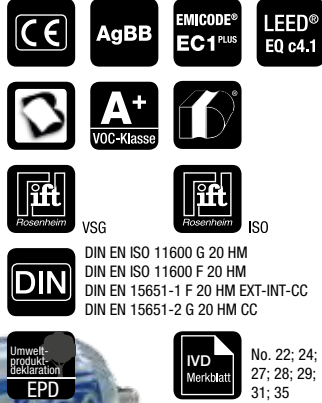 CE
AgBB
EMICODE®
EC1PLUS
LEED®
EQ c4.1
A+
VOC-Klasse
ift
Rosenheim
VSG
ift
Rosenheim
ISO
DIN
DIN EN ISO 11600 G 20 HM
DIN EN ISO 11600 F 20 HM
DIN EN 15651-1 F 20 HM EXT-INT-CC
DIN EN 15651-2 G 20 HM CC
Umwelt-
produkt-
deklaration
EPD
IVD
Merkblatt
No. 22; 24;
27; 28; 29;
31; 35